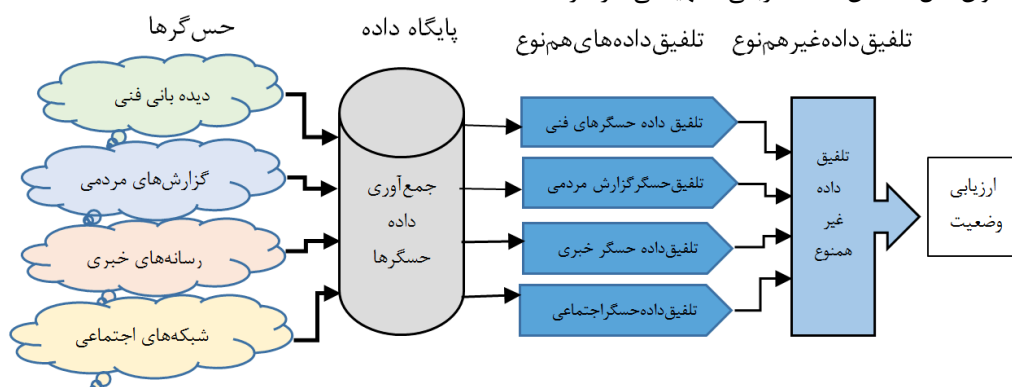 حس‌گرها
پایگاه داده
تلفیق‌داده‌های‌هم‌نوع
تلفیق‌داده‌غیرهم‌نوع
دیده بانی فنی
گزارش‌های مردمی
رسانه‌های خبری
شبکه‌های اجتماعی
جمع‌آوری
داده
حسگرها
تلفیق داده حسگرهای فنی
تلفیق‌حسگرگزارش مردمی
تلفیق‌داده حسگر خبری
تلفیق‌داده‌حسگراجتماعی
تلفیق
داده
غیر
همنوع
ارزیابی
وضعیت